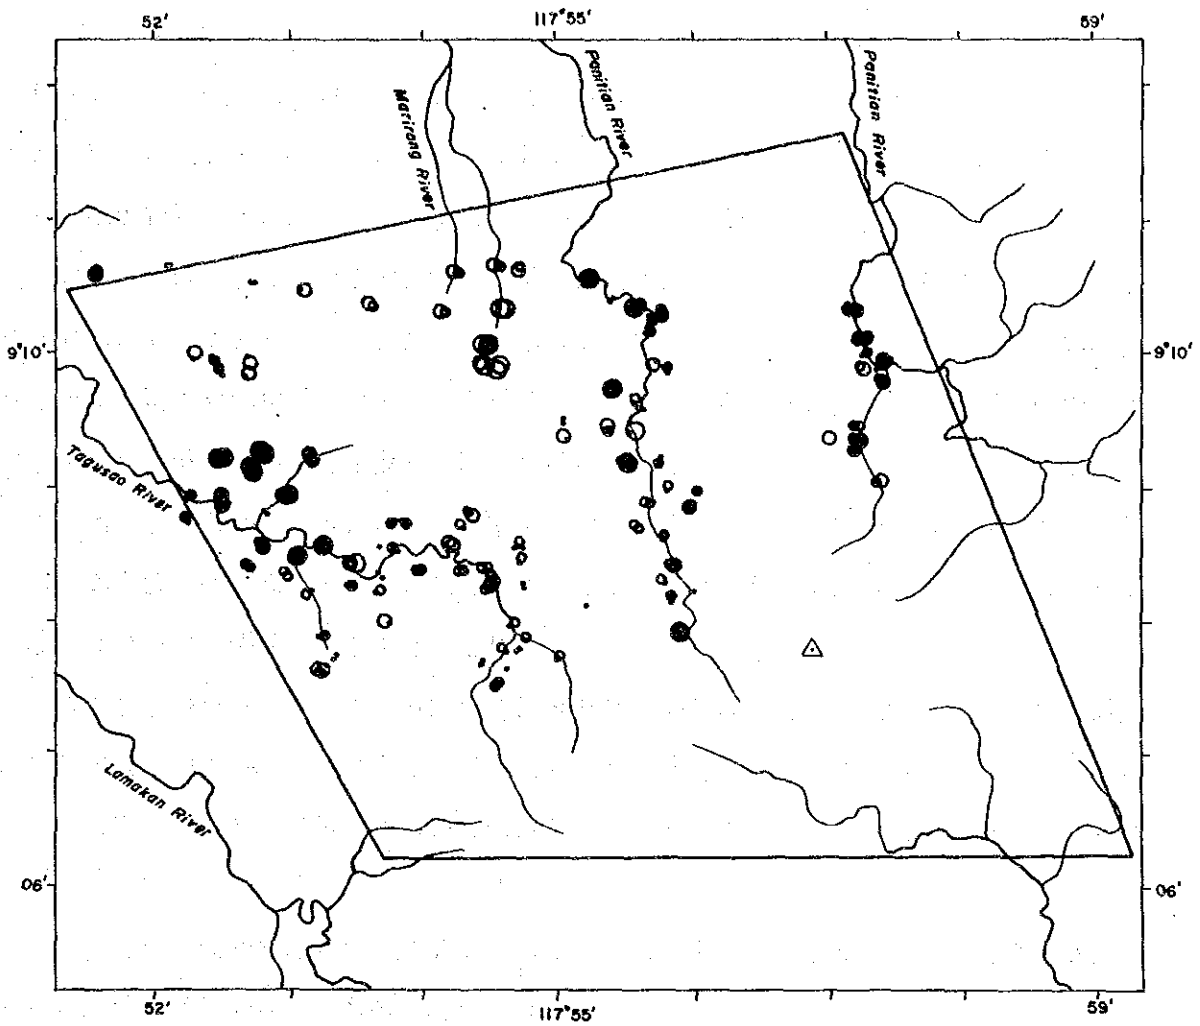 52'
117°55'
59'
Panitian River
Panitian River
Marirang River
9°10'
9°10'
Tagusao River
Lamakan River
06'
06'
52'
117°55'
59'